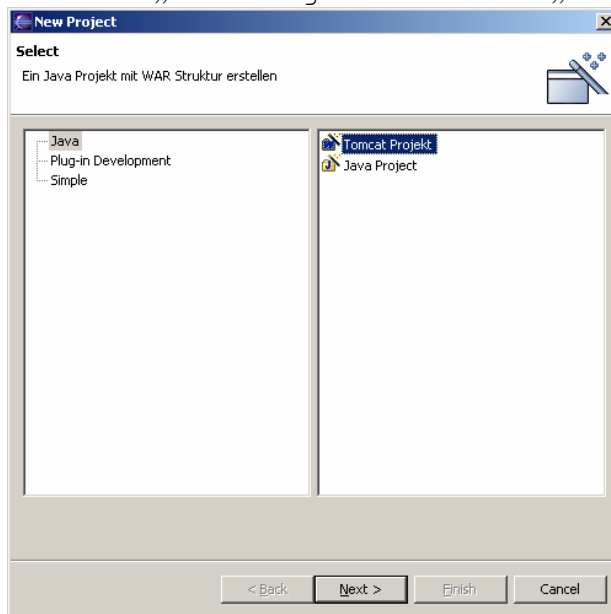 New Project
Select
Ein Java Projekt mit WAR Struktur erstellen
Java
Plug-in Development
Simple
Tomcat Projekt
Java Project
< Back
Next >
Finish
Cancel